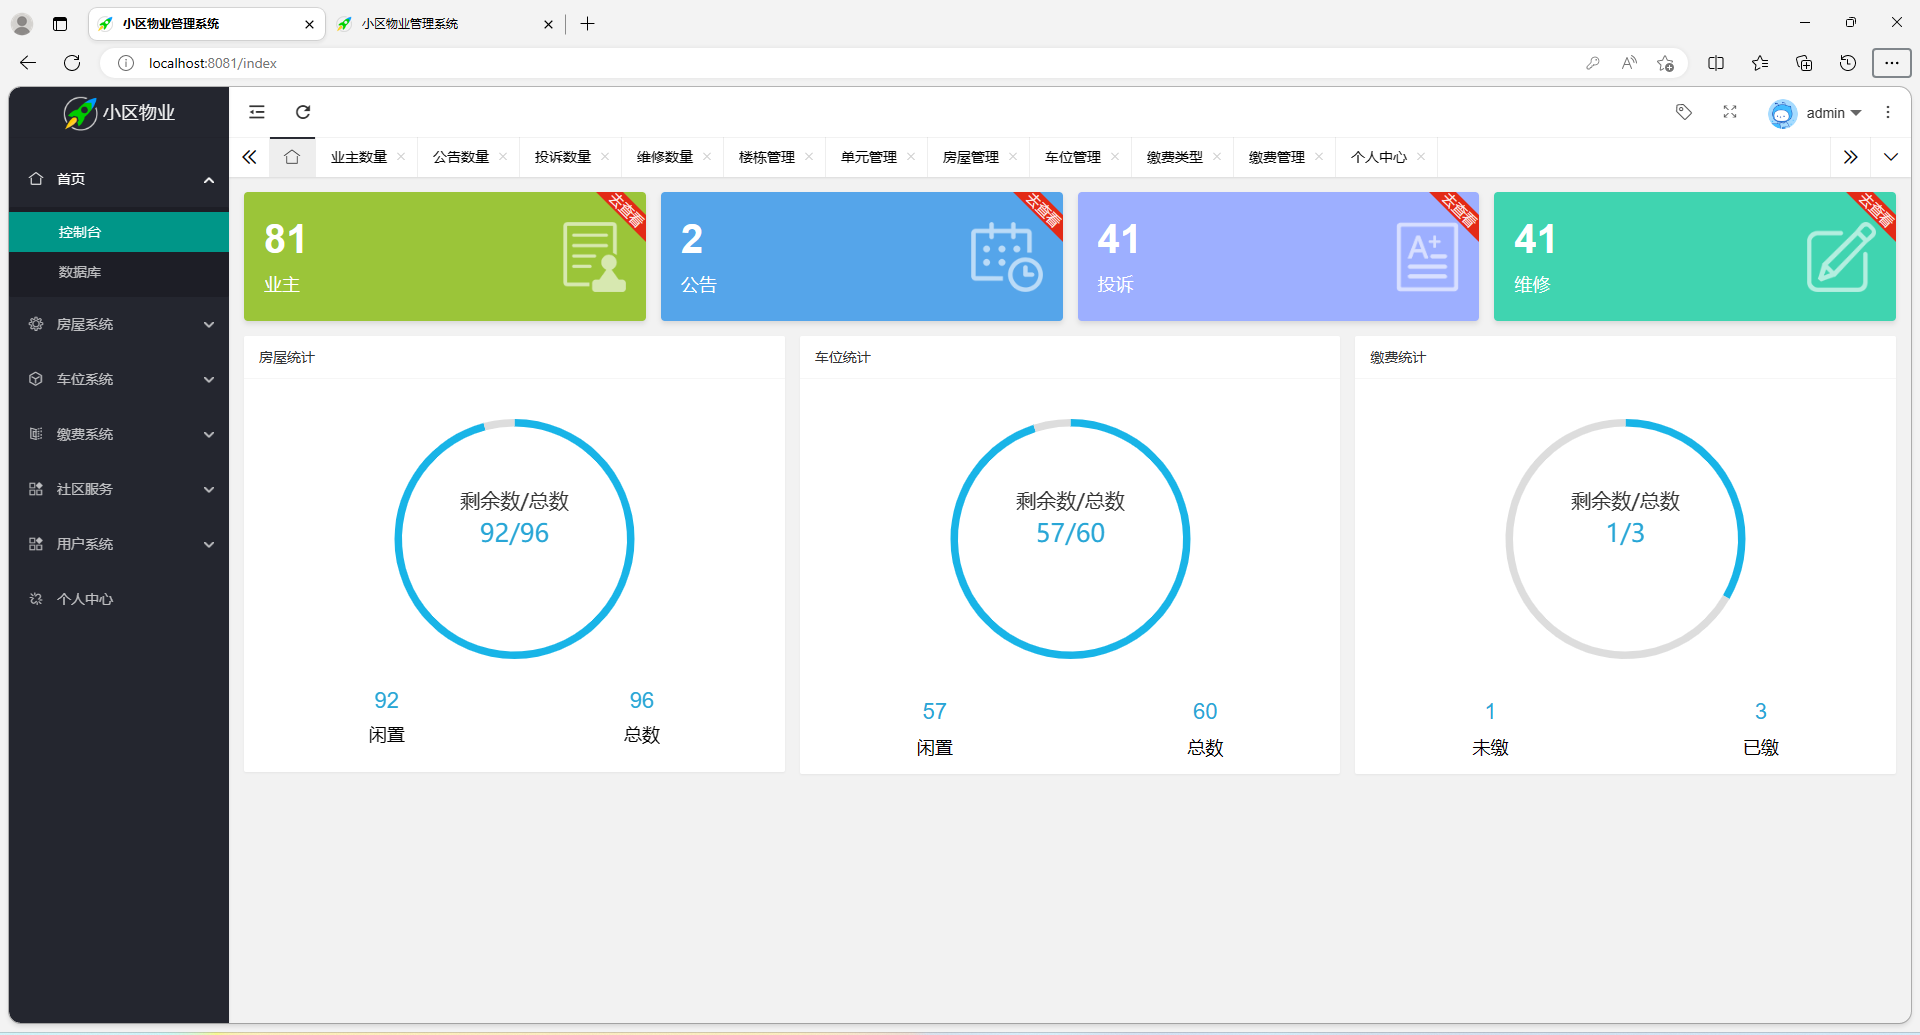 小区物业管理系统
小区物业管理系统
localhost:8081/index
小区物业
admin
首页
控制台
数据库
房屋系统
车位系统
缴费系统
社区服务
用户系统
个人中心
业主数量
公告数量
投诉数量
维修数量
楼栋管理
单元管理
房屋管理
车位管理
缴费类型
缴费管理
个人中心
81
业主
去查看
2
公告
去查看
41
投诉
去查看
A+
41
维修
去查看
房屋统计
剩余数/总数
92/96
92
闲置
96
总数
车位统计
剩余数/总数
57/60
57
闲置
60
总数
缴费统计
剩余数/总数
1/3
1
未缴
3
已缴